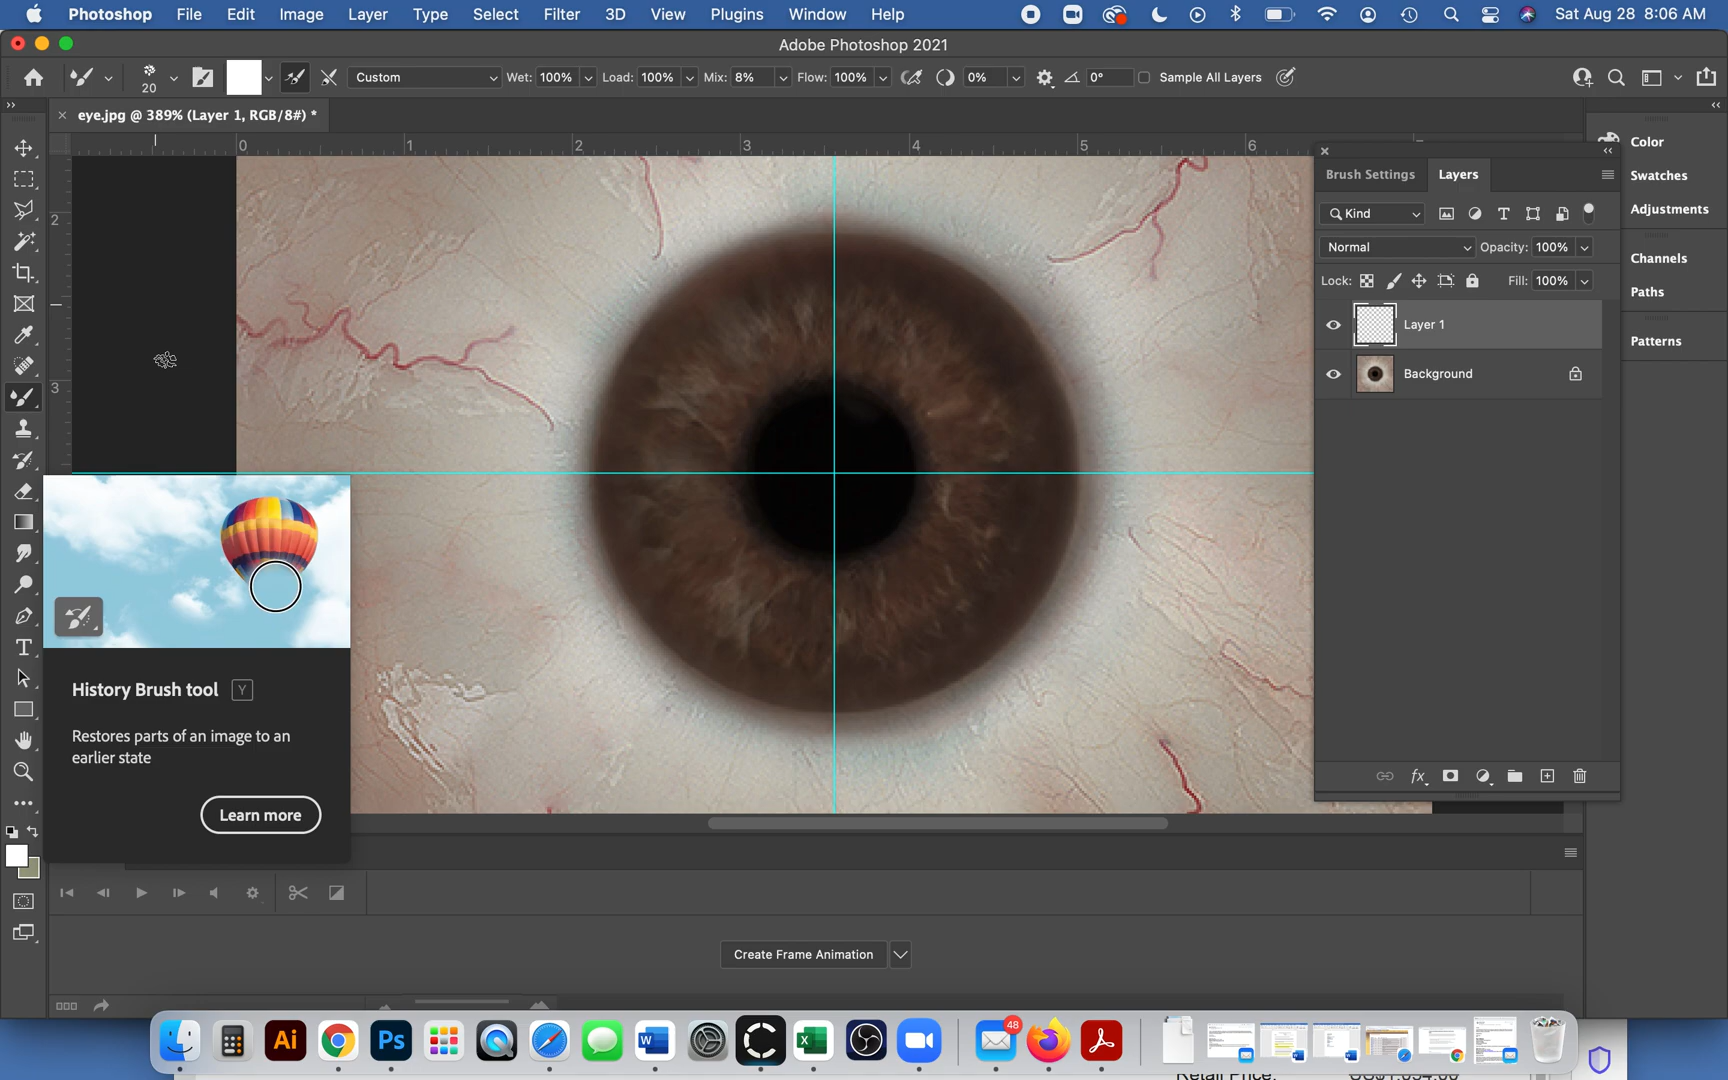 Photoshop File Edit Image Layer Type Select Filter 3D View Plugins Window Help Sat Aug 28 8:06 AM
Adobe Photoshop 2021
20 Custom Wet: 100% Load: 100% Mix: 8% Flow: 100% 0% 0° Sample All Layers
eye.jpg @ 389% (Layer 1, RGB/8#) *
0 1 2 3 4 5 6
2
3
Color
Swatches
Adjustments
Channels
Paths
Patterns
Brush Settings Layers
Kind
Normal Opacity: 100%
Lock: Fill: 100%
Layer 1
Background
History Brush tool Y
Restores parts of an image to an
earlier state
Learn more
Create Frame Animation
Ai Ps W X 48
Retail Price: